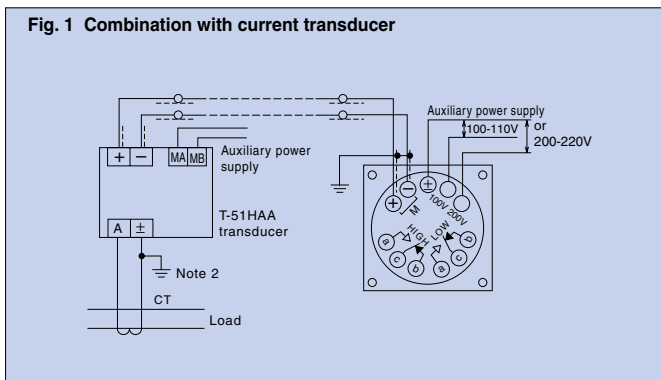 Fig. 1 Combination with current transducer
Auxiliary power supply
100-110V
or
200-220V
+ − MA MB
Auxiliary power
supply
T-51HAA
transducer
A ±
Note 2
CT
Load
+ − ± 100V 200V
M
HIGH LOW
a c b a c b